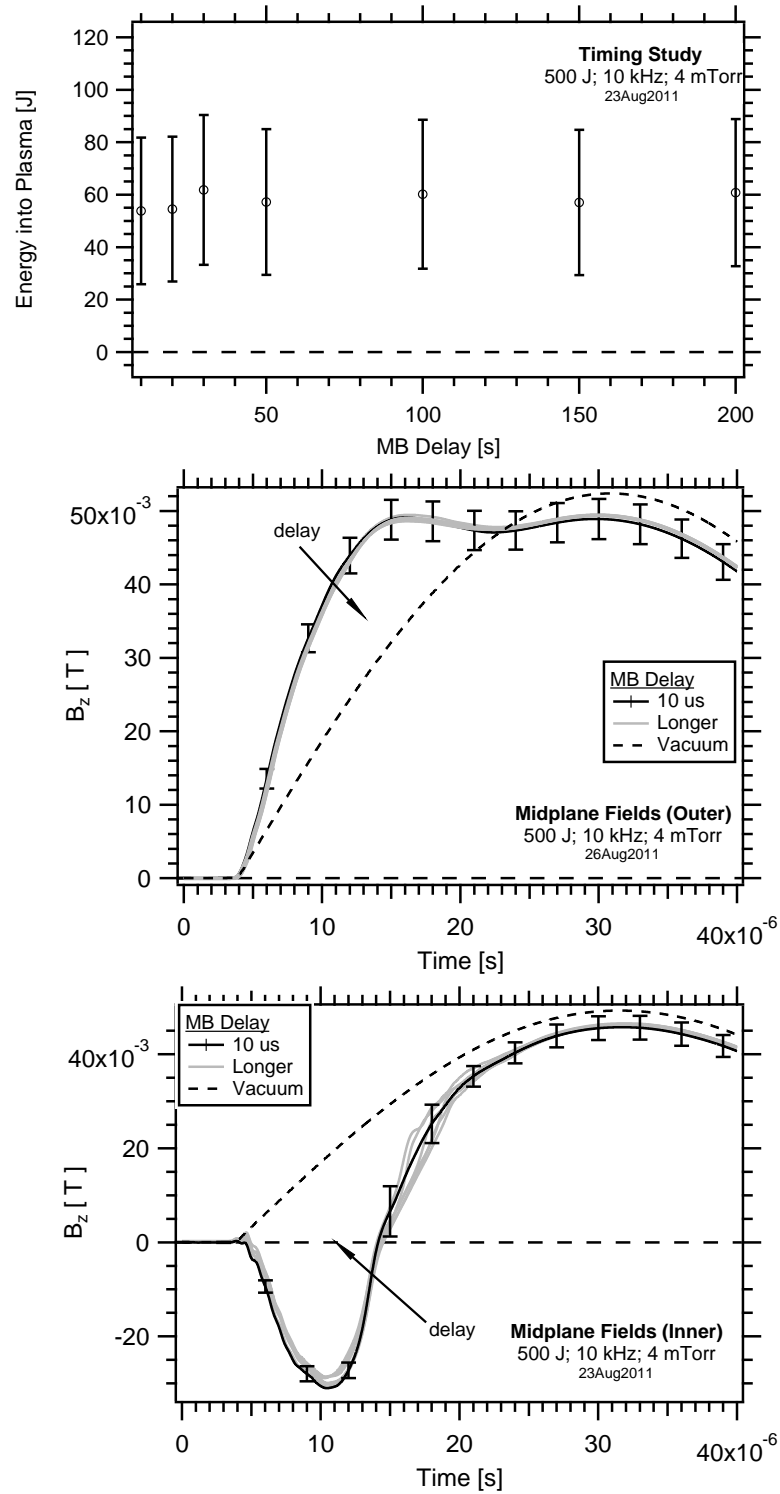 120
100
80
60
40
20
0
Energy into Plasma [J]
Timing Study
500 J; 10 kHz; 4 mTorr
23Aug2011
50
100
150
200
MB Delay [s]
50x10-3
40
30
20
10
0
Bz [ T ]
delay
MB Delay
10 us
Longer
Vacuum
Midplane Fields (Outer)
500 J; 10 kHz; 4 mTorr
26Aug2011
0
10
20
30
40x10-6
Time [s]
MB Delay
10 us
Longer
Vacuum
40x10-3
20
0
-20
Bz [ T ]
delay
Midplane Fields (Inner)
500 J; 10 kHz; 4 mTorr
23Aug2011
0
10
20
30
40x10-6
Time [s]